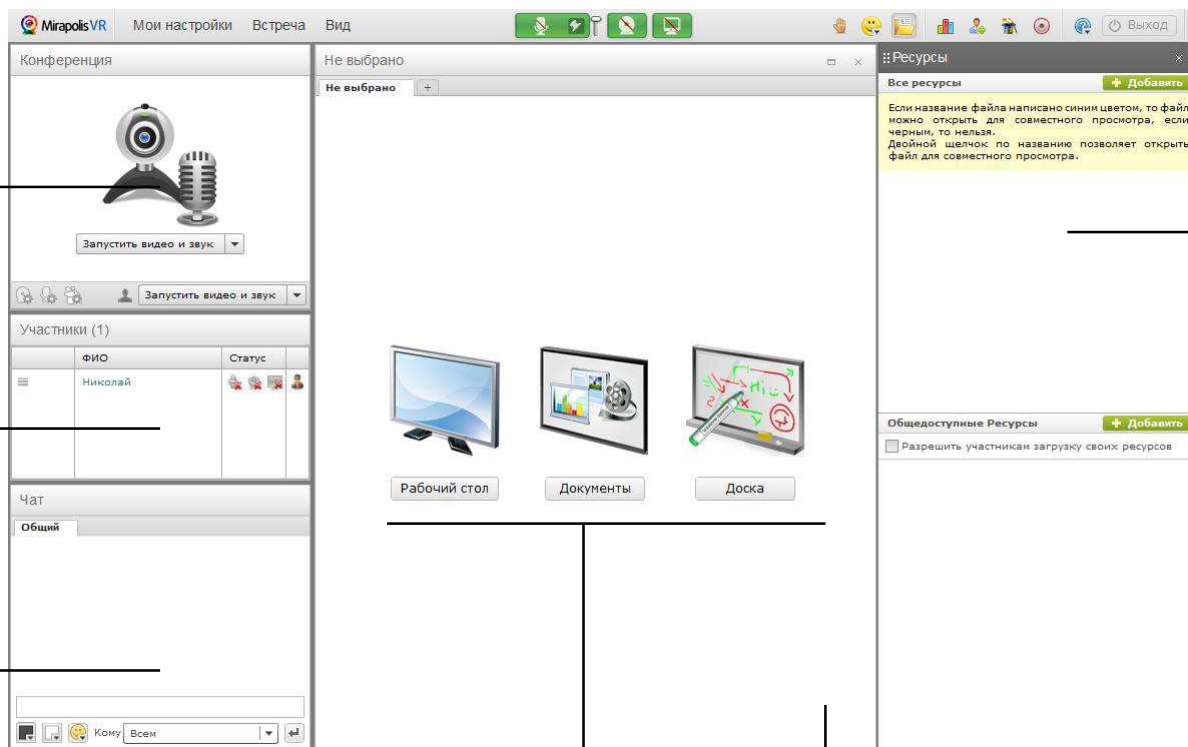 Mirapolis VR Мои настройки Встреча Вид Выход
Конференция
Запустить видео и звук
Запустить видео и звук
Участники (1)
ФИО Статус
Николай
Чат
Общий
Кому Всем
Не выбрано
Не выбрано +
Рабочий стол Документы Доска
Ресурсы
Все ресурсы + Добавить
Если название файла написано синим цветом, то файл
можно открыть для совместного просмотра, если
черным, то нельзя.
Двойной щелчок по названию позволяет открыть
файл для совместного просмотра.
Общедоступные Ресурсы + Добавить
Разрешить участникам загрузку своих ресурсов